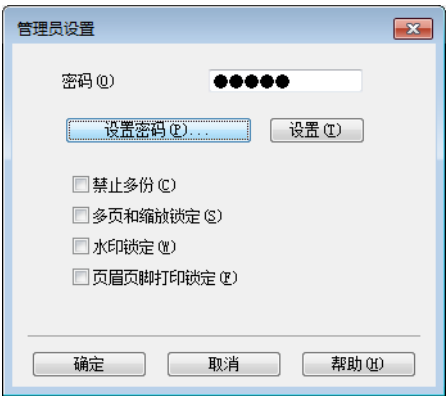 管理员设置
密码(O) ●●●●●
设置密码(P)... 设置(T)
禁止多份(C)
多页和缩放锁定(S)
水印锁定(W)
页眉页脚打印锁定(F)
确定 取消 帮助(H)